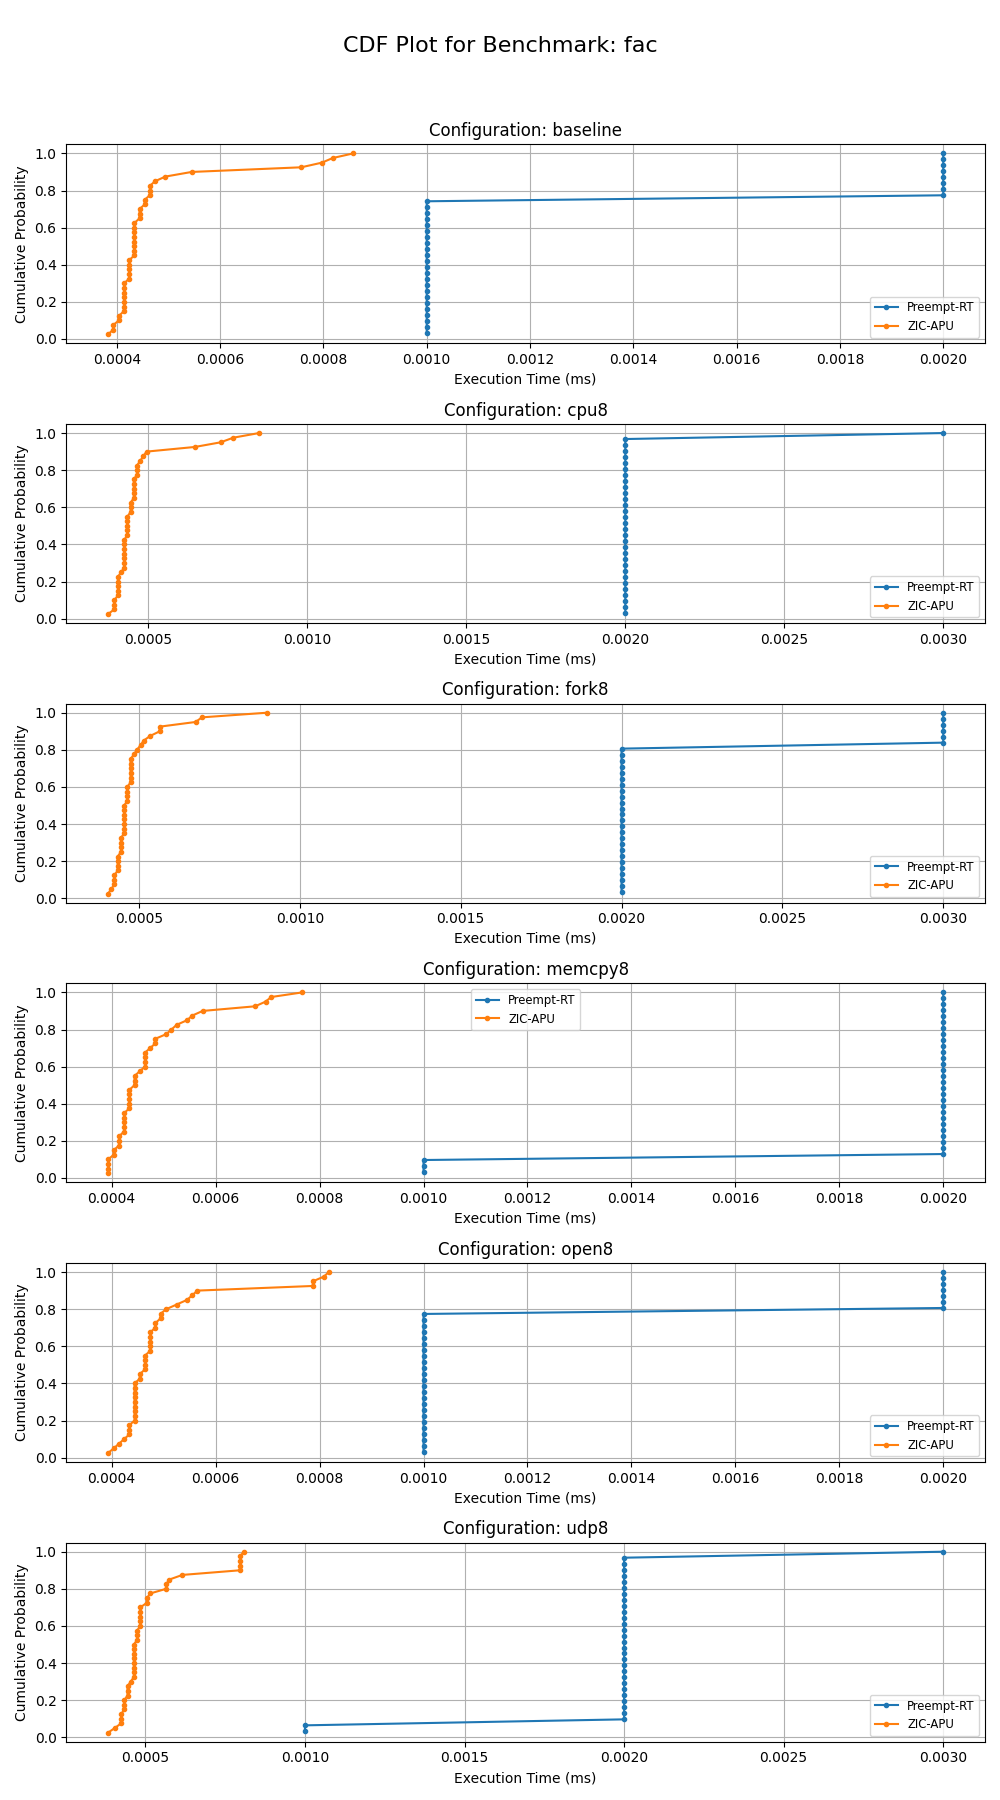 CDF Plot for Benchmark: fac
Configuration: baseline
Cumulative Probability
1.0
0.8
0.6
0.4
0.2
0.0
Preempt-RT
ZIC-APU
0.0004 0.0006 0.0008 0.0010 0.0012 0.0014 0.0016 0.0018 0.0020
Execution Time (ms)
Configuration: cpu8
Cumulative Probability
1.0
0.8
0.6
0.4
0.2
0.0
Preempt-RT
ZIC-APU
0.0005 0.0010 0.0015 0.0020 0.0025 0.0030
Execution Time (ms)
Configuration: fork8
Cumulative Probability
1.0
0.8
0.6
0.4
0.2
0.0
Preempt-RT
ZIC-APU
0.0005 0.0010 0.0015 0.0020 0.0025 0.0030
Execution Time (ms)
Configuration: memcpy8
Cumulative Probability
1.0
0.8
0.6
0.4
0.2
0.0
Preempt-RT
ZIC-APU
0.0004 0.0006 0.0008 0.0010 0.0012 0.0014 0.0016 0.0018 0.0020
Execution Time (ms)
Configuration: open8
Cumulative Probability
1.0
0.8
0.6
0.4
0.2
0.0
Preempt-RT
ZIC-APU
0.0004 0.0006 0.0008 0.0010 0.0012 0.0014 0.0016 0.0018 0.0020
Execution Time (ms)
Configuration: udp8
Cumulative Probability
1.0
0.8
0.6
0.4
0.2
0.0
Preempt-RT
ZIC-APU
0.0005 0.0010 0.0015 0.0020 0.0025 0.0030
Execution Time (ms)